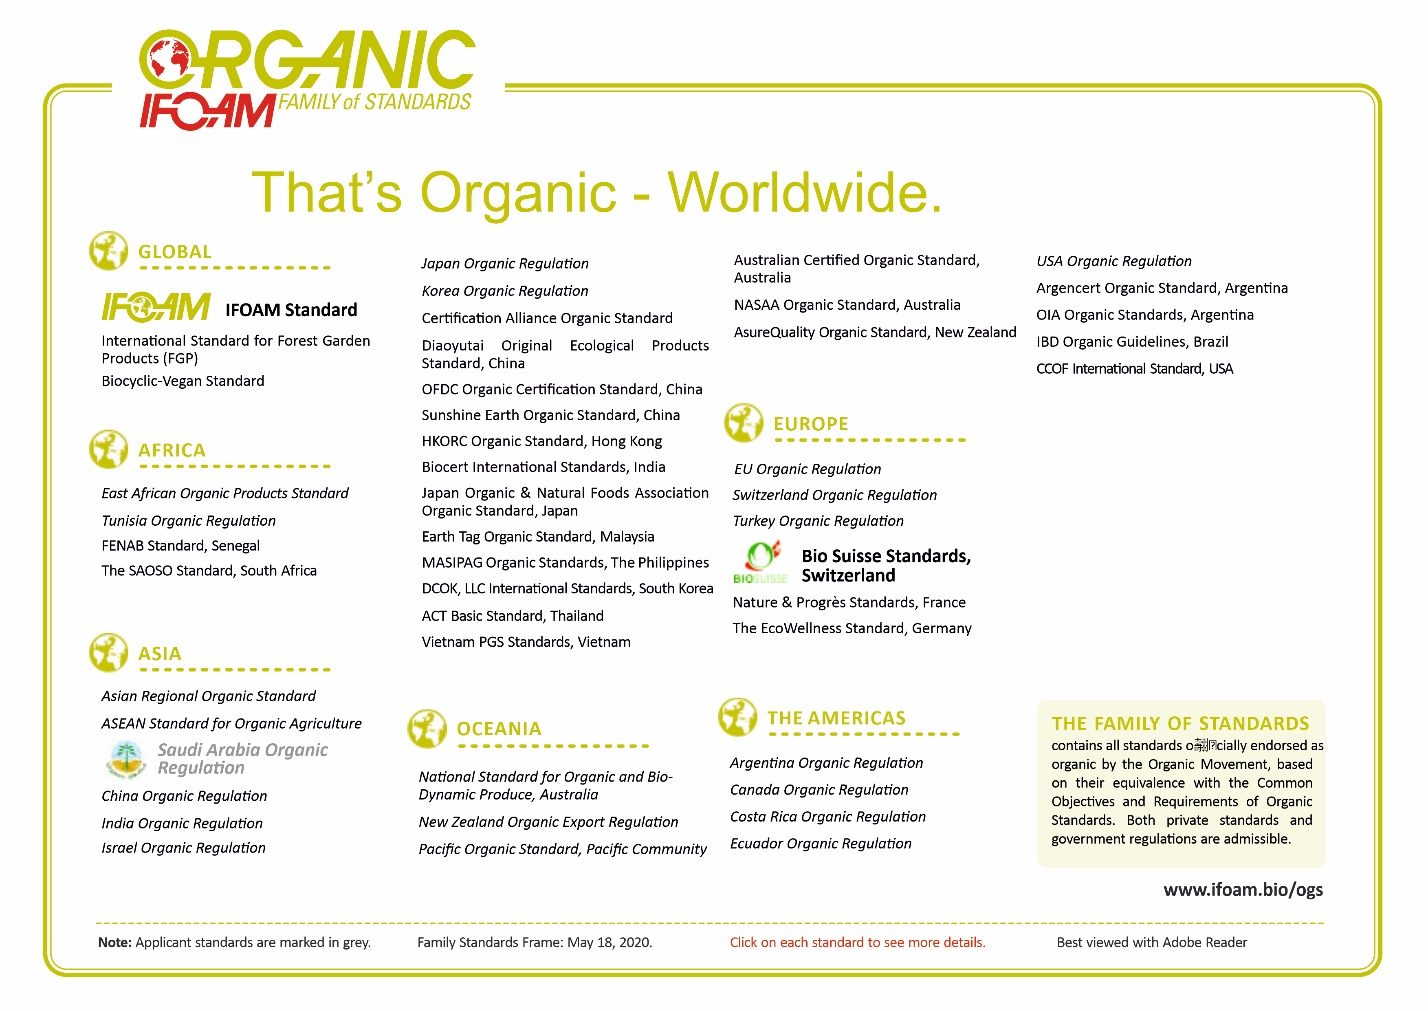 ORGANIC
IFOAM FAMILY of STANDARDS
That's Organic - Worldwide.
GLOBAL
IFOAM IFOAM Standard
International Standard for Forest Garden
Products (FGP)
Biocyclic-Vegan Standard
AFRICA
East African Organic Products Standard
Tunisia Organic Regulation
FENAB Standard, Senegal
The SAOSO Standard, South Africa
ASIA
Asian Regional Organic Standard
ASEAN Standard for Organic Agriculture
Saudi Arabia Organic
Regulation
China Organic Regulation
India Organic Regulation
Israel Organic Regulation
Japan Organic Regulation
Korea Organic Regulation
Certification Alliance Organic Standard
Diaoyutai Original Ecological Products
Standard, China
OFDC Organic Certification Standard, China
Sunshine Earth Organic Standard, China
HKORC Organic Standard, Hong Kong
Biocert International Standards, India
Japan Organic & Natural Foods Association
Organic Standard, Japan
Earth Tag Organic Standard, Malaysia
MASIPAG Organic Standards, The Philippines
DCOK, LLC International Standards, South Korea
ACT Basic Standard, Thailand
Vietnam PGS Standards, Vietnam
OCEANIA
National Standard for Organic and Bio-
Dynamic Produce, Australia
New Zealand Organic Export Regulation
Pacific Organic Standard, Pacific Community
Australian Certified Organic Standard,
Australia
NASAA Organic Standard, Australia
AsureQuality Organic Standard, New Zealand
EUROPE
EU Organic Regulation
Switzerland Organic Regulation
Turkey Organic Regulation
BIOSUISSE
Bio Suisse Standards,
Switzerland
Nature & Progrès Standards, France
The EcoWellness Standard, Germany
THE AMERICAS
Argentina Organic Regulation
Canada Organic Regulation
Costa Rica Organic Regulation
Ecuador Organic Regulation
USA Organic Regulation
Argencert Organic Standard, Argentina
OIA Organic Standards, Argentina
IBD Organic Guidelines, Brazil
CCOF International Standard, USA
THE FAMILY OF STANDARDS
contains all standards endorsed as
organic by the Organic Movement, based
on their equivalence with the Common
Objectives and Requirements of Organic
Standards. Both private standards and
government regulations are admissible.
www.ifoam.bio/ogs
Note: Applicant standards are marked in grey.
Family Standards Frame: May 18, 2020.
Click on each standard to see more details.
Best viewed with Adobe Reader